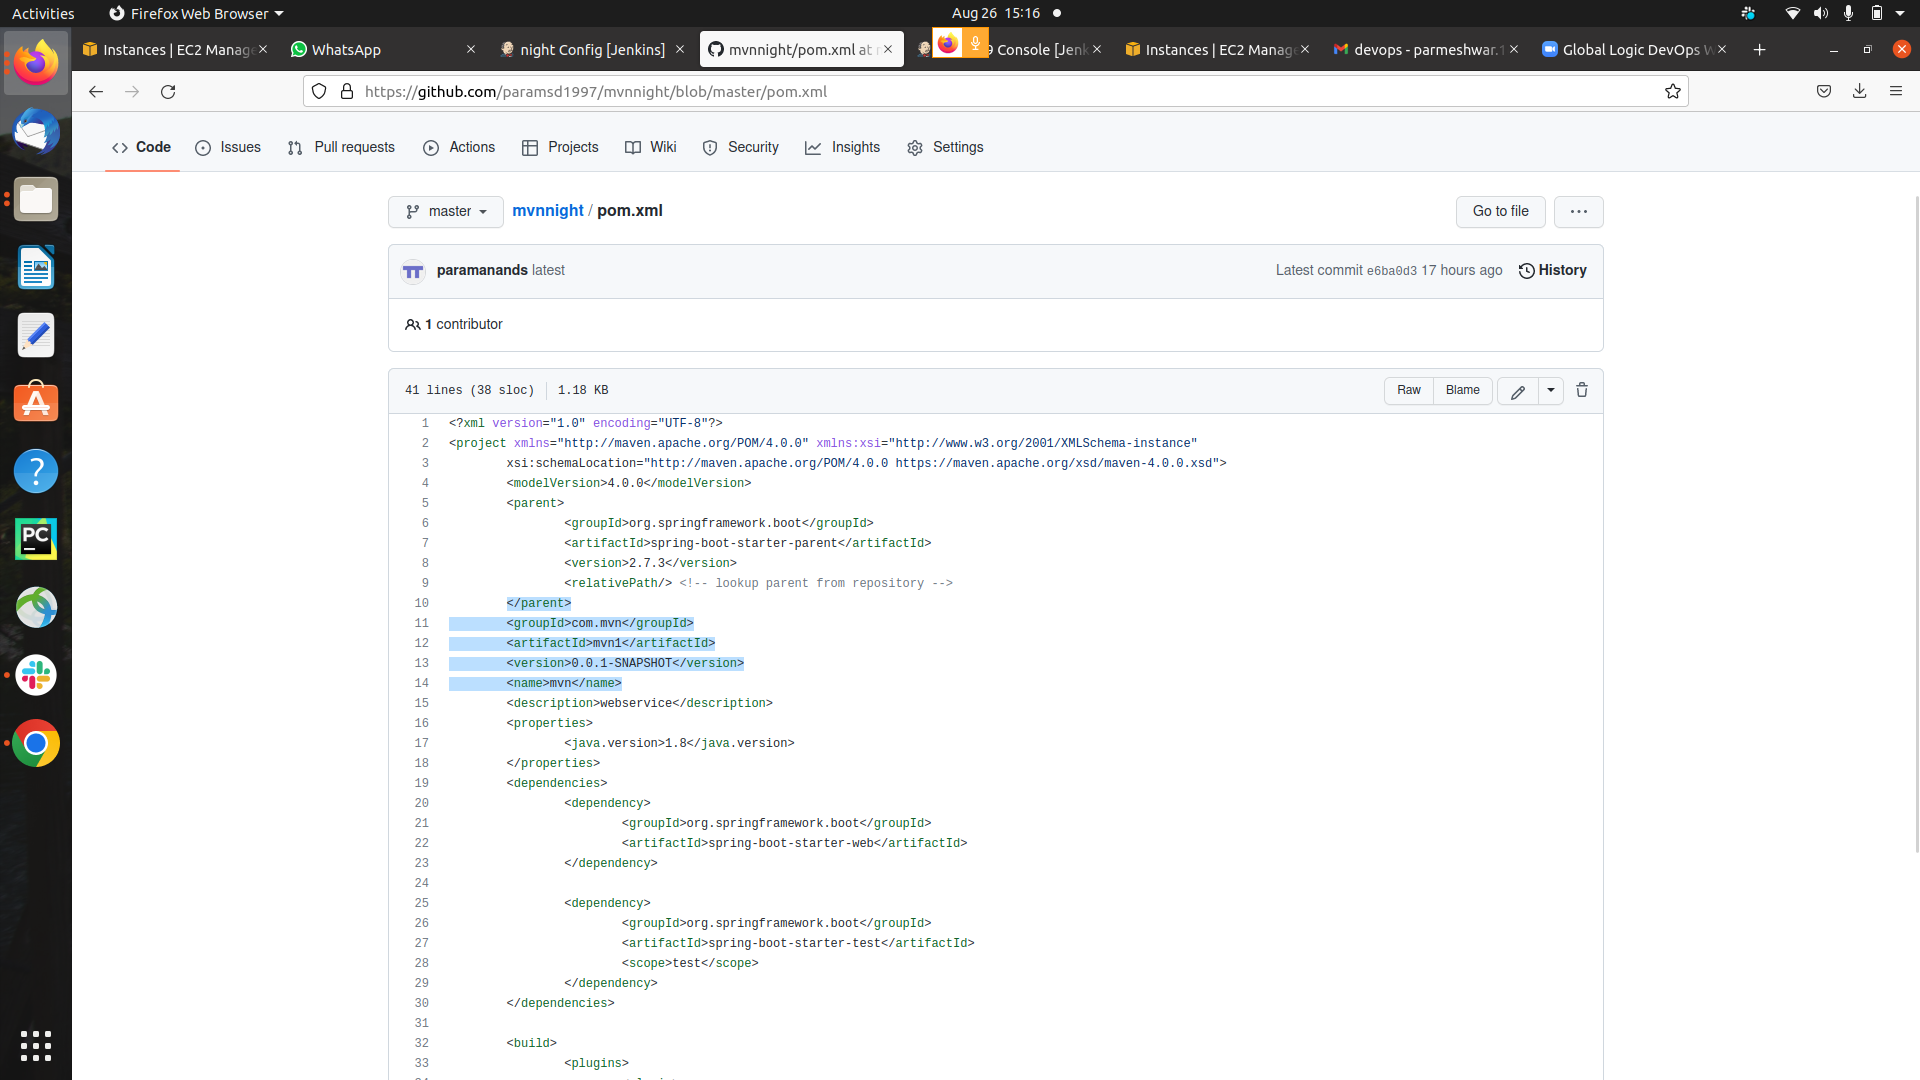 Activities
Firefox Web Browser
Aug 26 15:16
Instances | EC2 Manage
WhatsApp
night Config [Jenkins]
mvnnight/pom.xml at
9 Console [Jenk
Instances | EC2 Manage
devops - parmeshwar.1
Global Logic DevOps W
https://github.com/paramsd1997/mvnnight/blob/master/pom.xml
Code
Issues
Pull requests
Actions
Projects
Wiki
Security
Insights
Settings
master
mvnnight / pom.xml
Go to file
paramanands latest
Latest commit e6ba0d3 17 hours ago
History
1 contributor
41 lines (38 sloc) 1.18 KB
Raw
Blame
1 <?xml version="1.0" encoding="UTF-8"?>
2 <project xmlns="http://maven.apache.org/POM/4.0.0" xmlns:xsi="http://www.w3.org/2001/XMLSchema-instance"
3 xsi:schemaLocation="http://maven.apache.org/POM/4.0.0 https://maven.apache.org/xsd/maven-4.0.0.xsd">
4 <modelVersion>4.0.0</modelVersion>
5 <parent>
6 <groupId>org.springframework.boot</groupId>
7 <artifactId>spring-boot-starter-parent</artifactId>
8 <version>2.7.3</version>
9 <relativePath/> <!-- lookup parent from repository -->
10 </parent>
11 <groupId>com.mvn</groupId>
12 <artifactId>mvn1</artifactId>
13 <version>0.0.1-SNAPSHOT</version>
14 <name>mvn</name>
15 <description>webservice</description>
16 <properties>
17 <java.version>1.8</java.version>
18 </properties>
19 <dependencies>
20 <dependency>
21 <groupId>org.springframework.boot</groupId>
22 <artifactId>spring-boot-starter-web</artifactId>
23 </dependency>
24
25 <dependency>
26 <groupId>org.springframework.boot</groupId>
27 <artifactId>spring-boot-starter-test</artifactId>
28 <scope>test</scope>
29 </dependency>
30 </dependencies>
31
32 <build>
33 <plugins>
PC